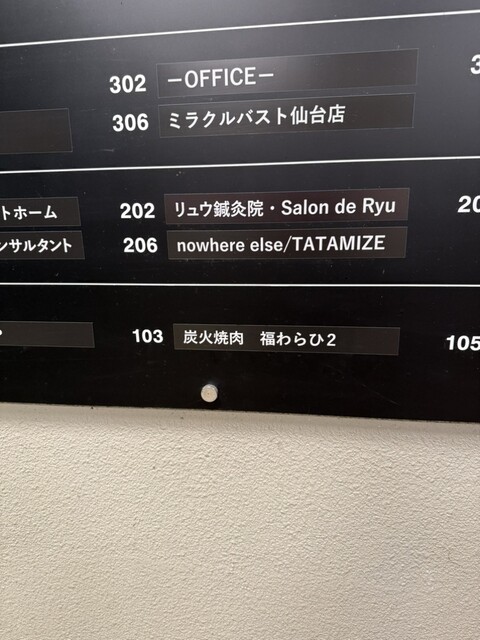 302 －OFFICE－
306 ミラクルバスト仙台店
トホーム 202 リュウ鍼灸院・Salon de Ryu 20
ンサルタント 206 nowhere else/TATAMIZE
103 炭火焼肉 福わらひ2 105